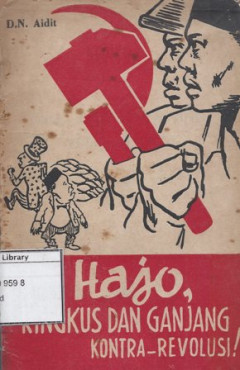 D.N. Aidit
Library
959 8
Hajo,
RINGKUS DAN GANJANG
KONTRA-REVOLUSI!